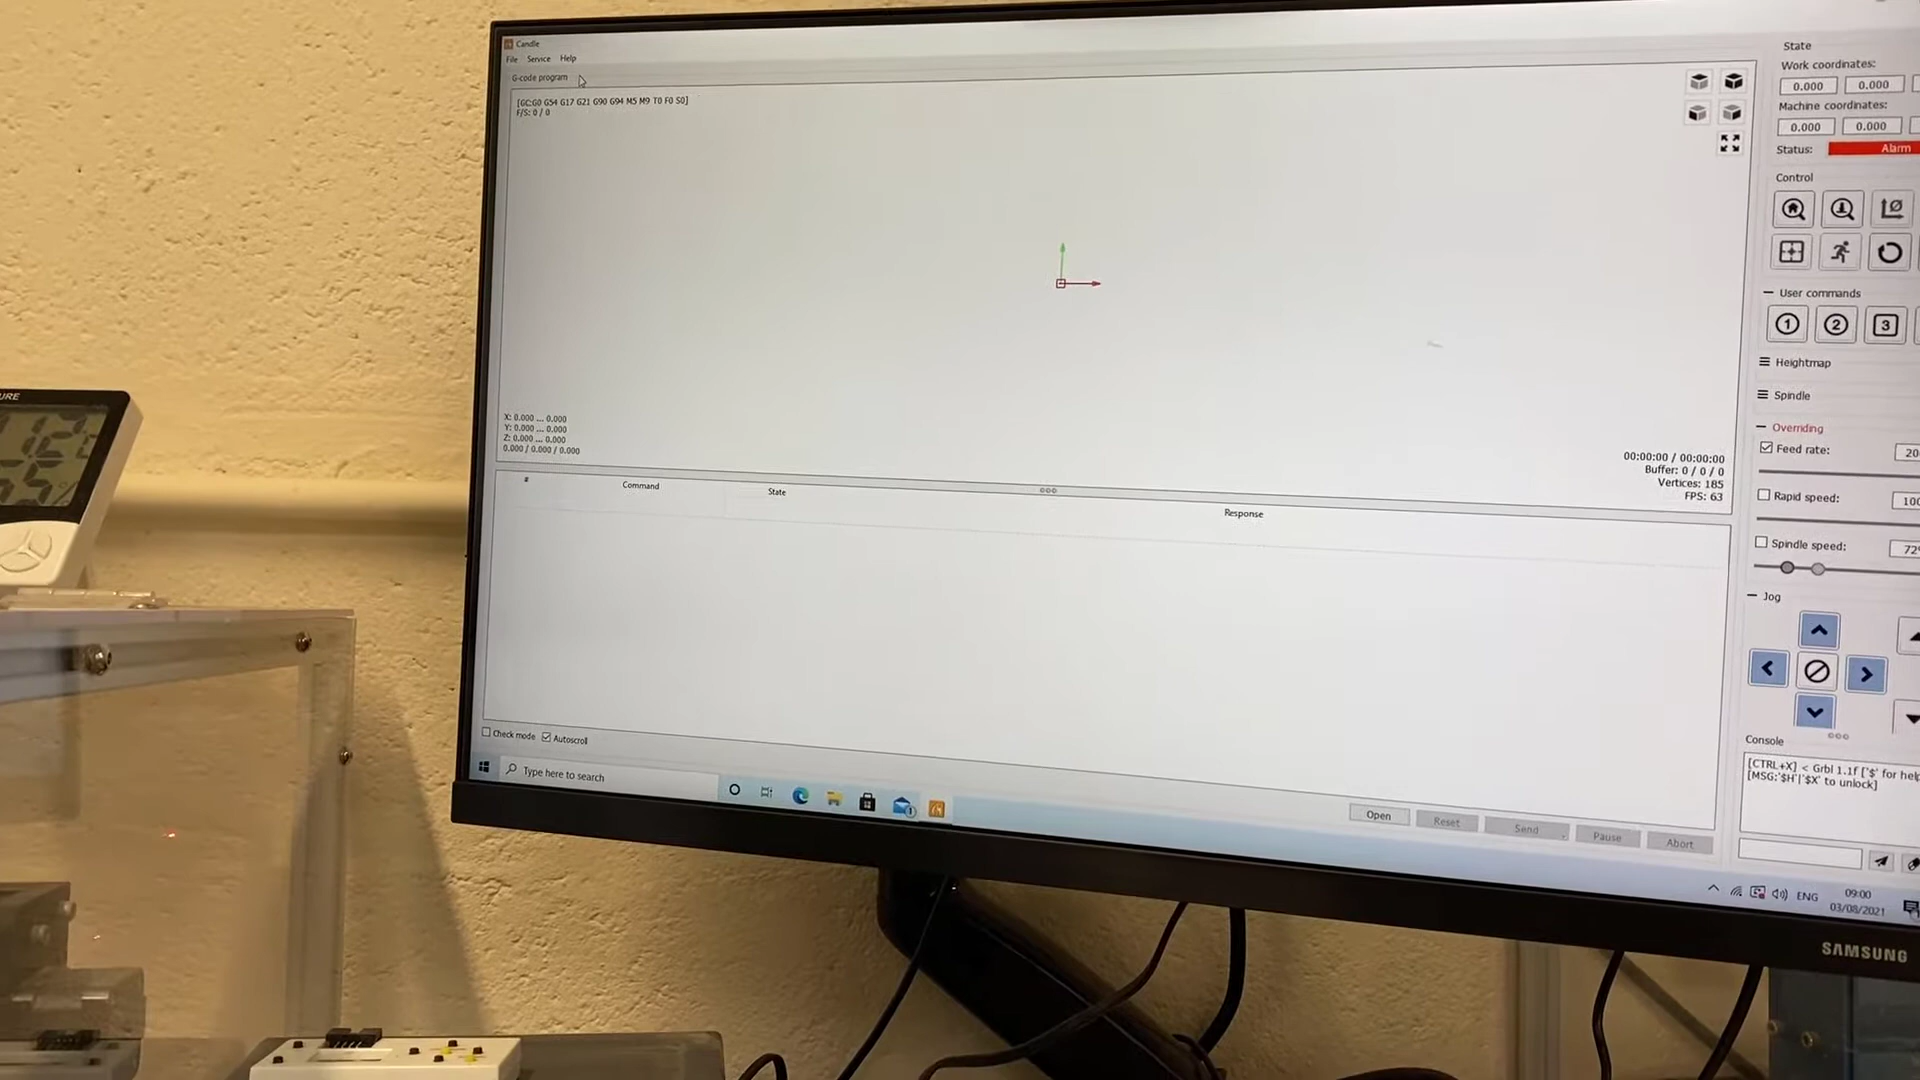 Candle
File Service Help
G-code program
[GC:G0 G54 G17 G21 G90 G94 M5 M9 T0 F0 S0]
F/S: 0 / 0
X: 0.000 ... 0.000
Y: 0.000 ... 0.000
Z: 0.000 ... 0.000
0.000 / 0.000 / 0.000
00:00:00 / 00:00:00
Buffer: 0 / 0 / 0
Vertices: 185
FPS: 63
# Command State Response
Check mode Autoscroll
Open Reset Send Pause Abort
State
Work coordinates:
0.000 0.000
Machine coordinates:
0.000 0.000
Status: Alarm
Control
User commands
1 2 3
Heightmap
Spindle
Overriding
Feed rate: 20
Rapid speed: 100
Spindle speed: 72
Jog
Console
[CTRL+X] < Grbl 1.1f ['$' for help
[MSG:'$H'|'$X' to unlock]
Type here to search
ENG
09:00
03/08/2021
SAMSUNG
URE